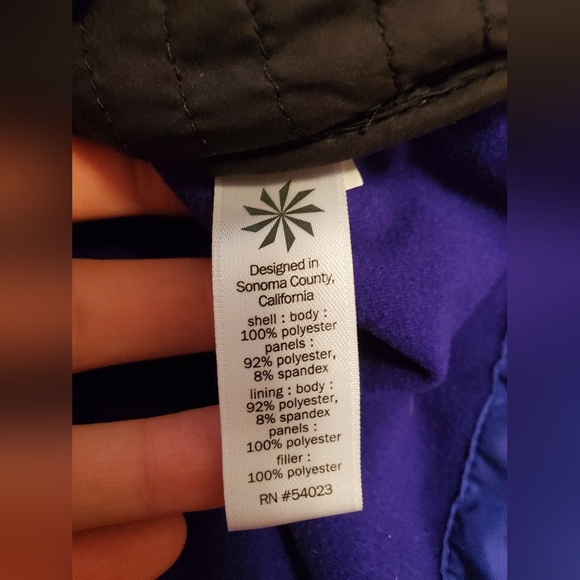 Designed in
Sonoma County,
California
shell : body :
100% polyester
panels :
92% polyester,
8% spandex
lining : body :
92% polyester,
8% spandex
panels :
100% polyester
filler :
100% polyester
RN #54023